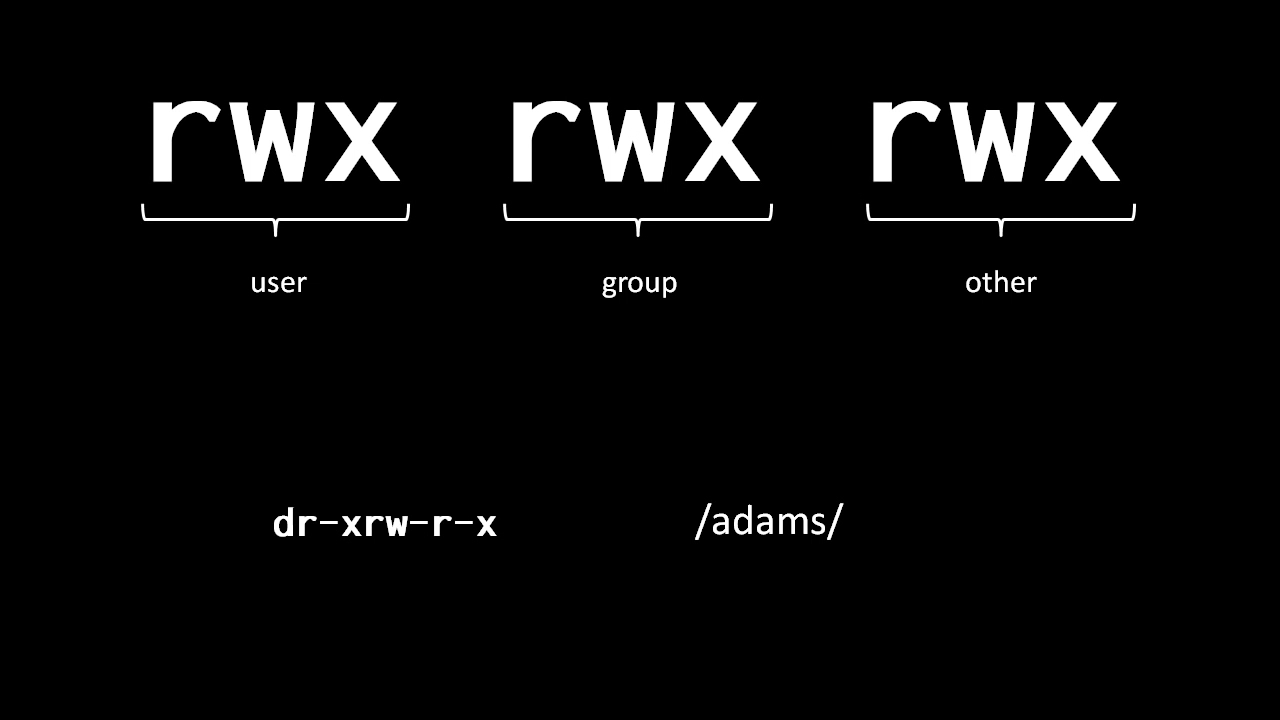 rwx rwx rwx
user group other
dr-xrw-r-x /adams/